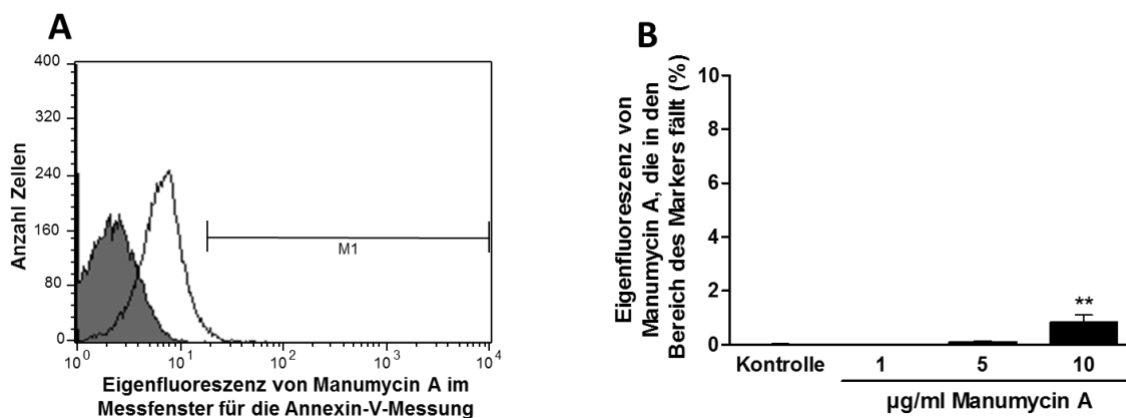 A
400
320
240
160
80
0
Anzahl Zellen
M1
10^0 10^1 10^2 10^3 10^4
Eigenfluoreszenz von Manumycin A im
Messfenster für die Annexin-V-Messung
B
Eigenfluoreszenz von
Manumycin A, die in den
Bereich des Markers fällt (%)
10
8
6
4
2
0
**
Kontrolle 1 5 10
µg/ml Manumycin A